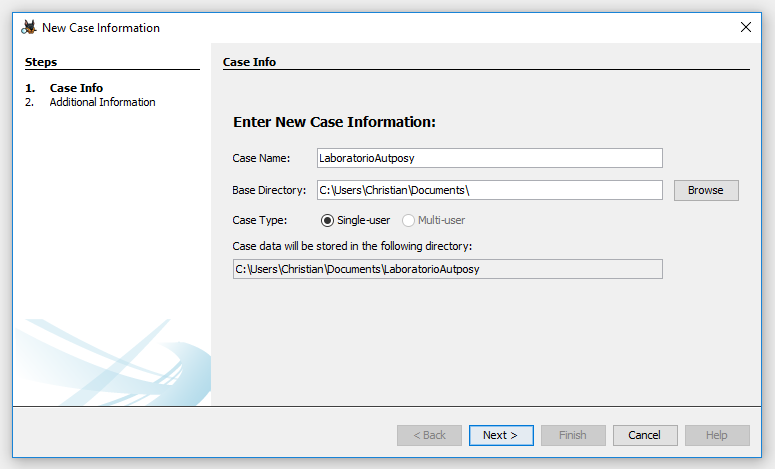 New Case Information
Steps
1. Case Info
2. Additional Information
Case Info
Enter New Case Information:
Case Name: LaboratorioAutposy
Base Directory: C:\Users\Christian\Documents\ Browse
Case Type: Single-user Multi-user
Case data will be stored in the following directory:
C:\Users\Christian\Documents\LaboratorioAutposy
< Back Next > Finish Cancel Help